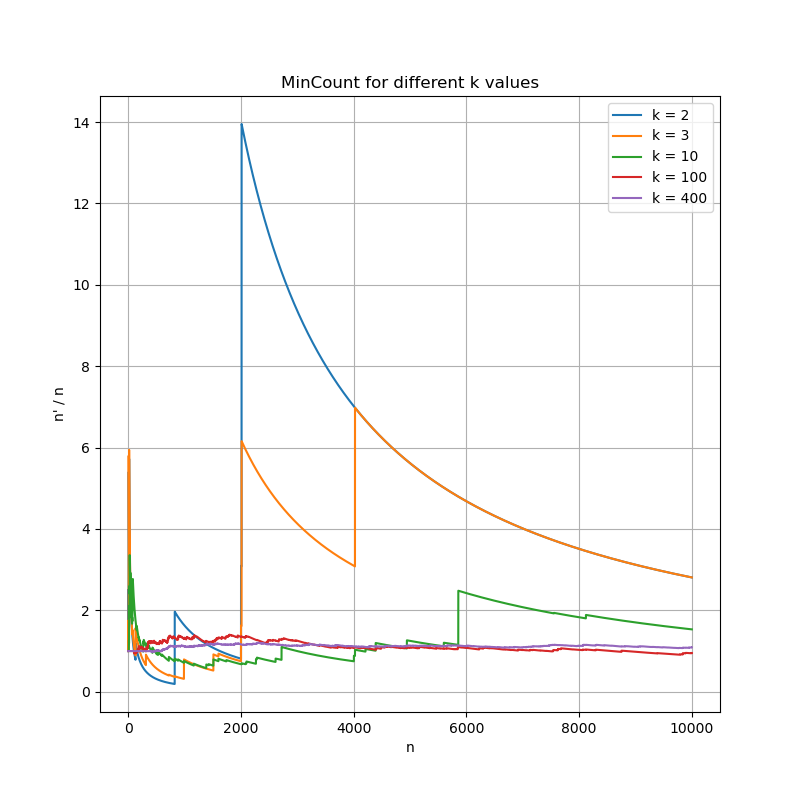 MinCount for different k values
14
12
10
8
6
4
2
0
n' / n
k = 2
k = 3
k = 10
k = 100
k = 400
0
2000
4000
6000
8000
10000
n